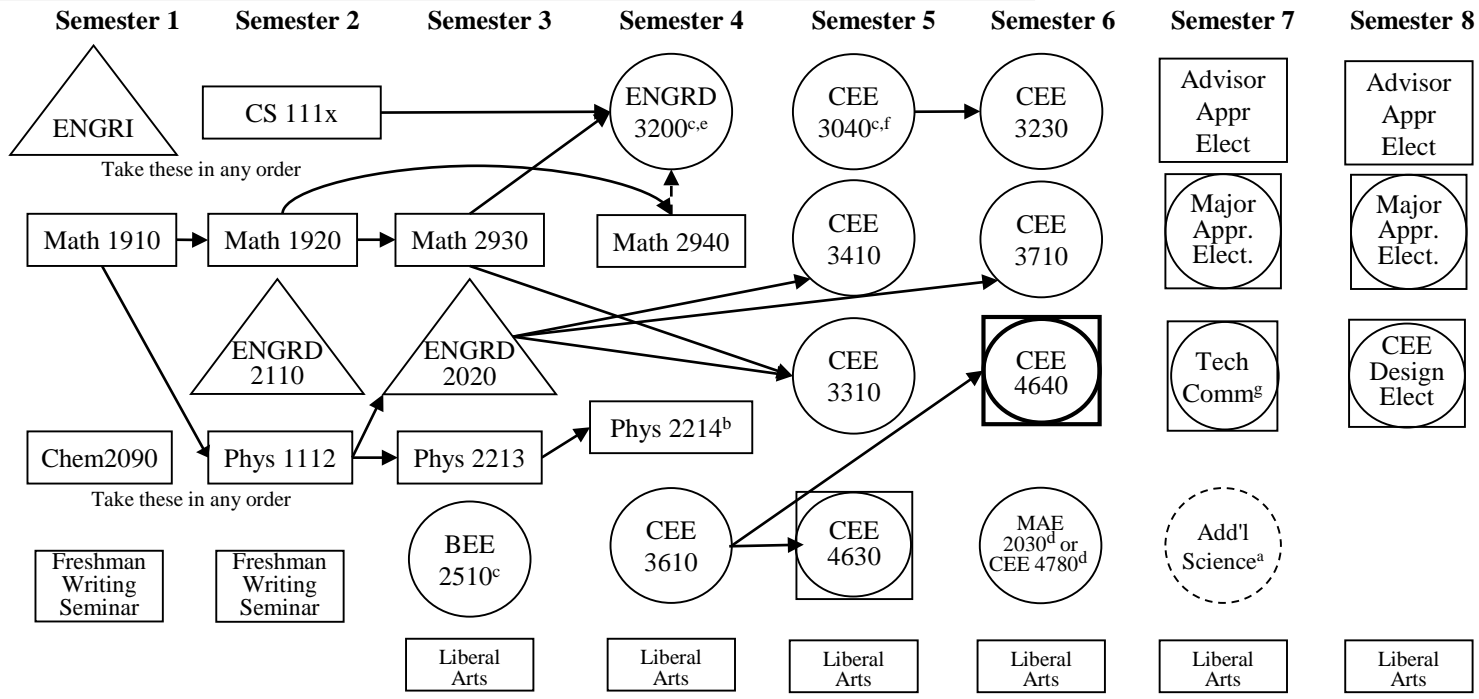 Semester 1 Semester 2 Semester 3 Semester 4 Semester 5 Semester 6 Semester 7 Semester 8
ENGRI
CS 111x
ENGRD
3200c,e
CEE
3040c,f
CEE
3230
Advisor
Appr
Elect
Advisor
Appr
Elect
Take these in any order
Math 1910
Math 1920
Math 2930
Math 2940
CEE
3410
CEE
3710
Major
Appr.
Elect.
Major
Appr.
Elect.
ENGRD
2110
ENGRD
2020
CEE
3310
CEE
4640
Tech
Commg
CEE
Design
Elect
Chem2090
Phys 1112
Phys 2213
Phys 2214b
Take these in any order
Freshman
Writing
Seminar
Freshman
Writing
Seminar
BEE
2510c
CEE
3610
CEE
4630
MAE
2030d or
CEE 4780d
Add'l
Sciencea
Liberal
Arts
Liberal
Arts
Liberal
Arts
Liberal
Arts
Liberal
Arts
Liberal
Arts